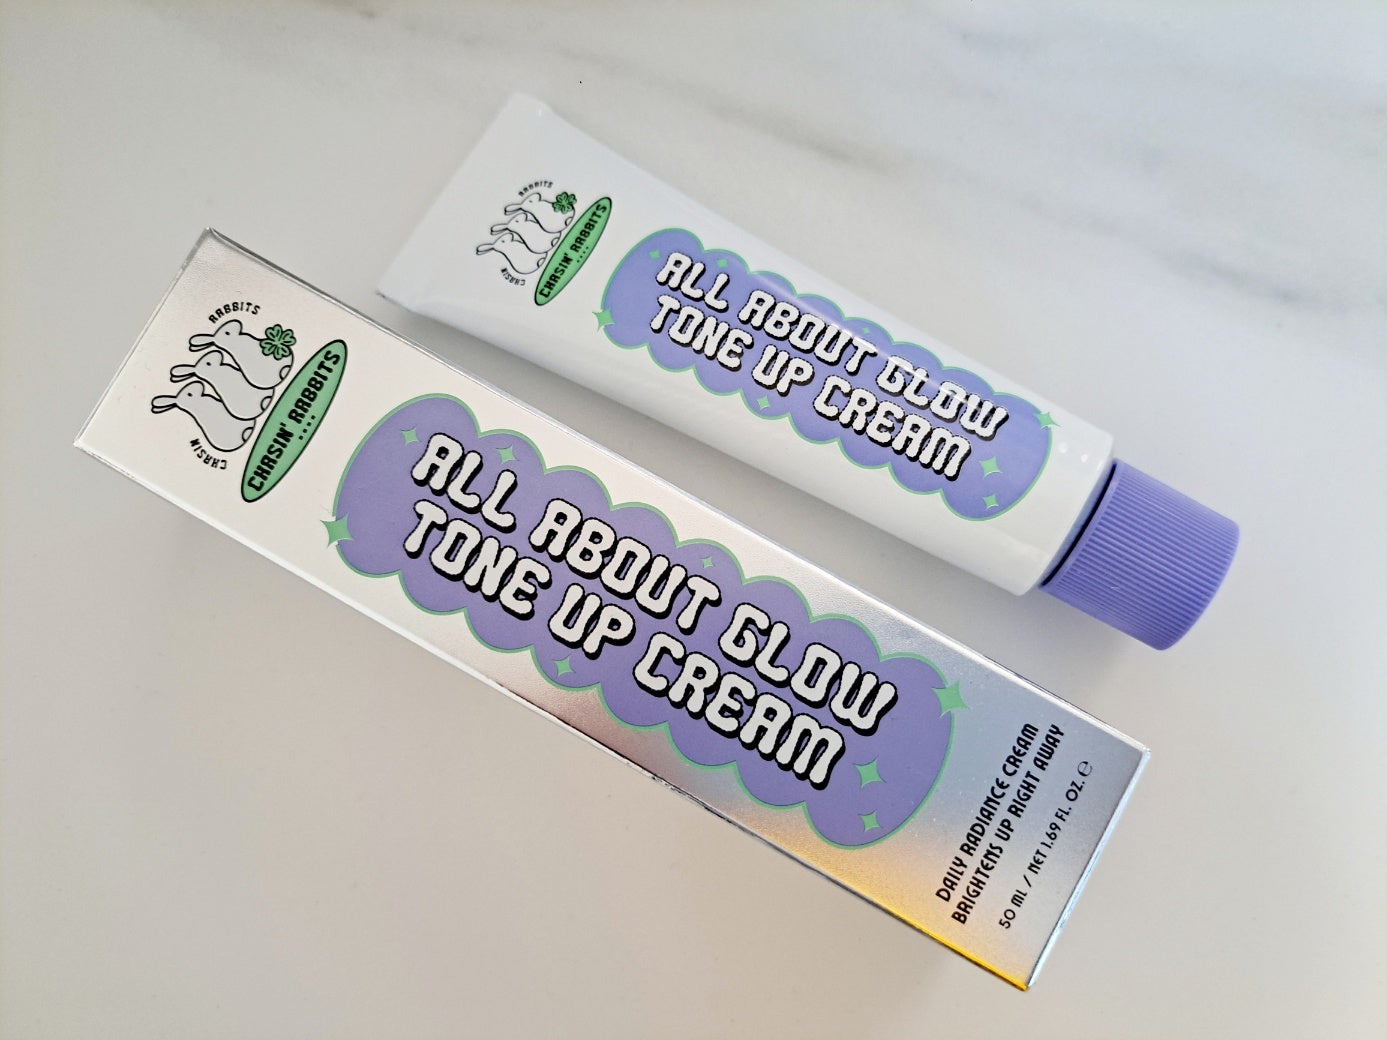 RABBITS
CHASIN'
CHASIN' RABBITS
ALL ABOUT GLOW
TONE UP CREAM
RABBITS
CHASIN'
CHASIN' RABBITS
ALL ABOUT GLOW
TONE UP CREAM
DAILY RADIANCE CREAM
BRIGHTENS UP RIGHT AWAY
50 ML / NET 1.69 FL. OZ. ℮